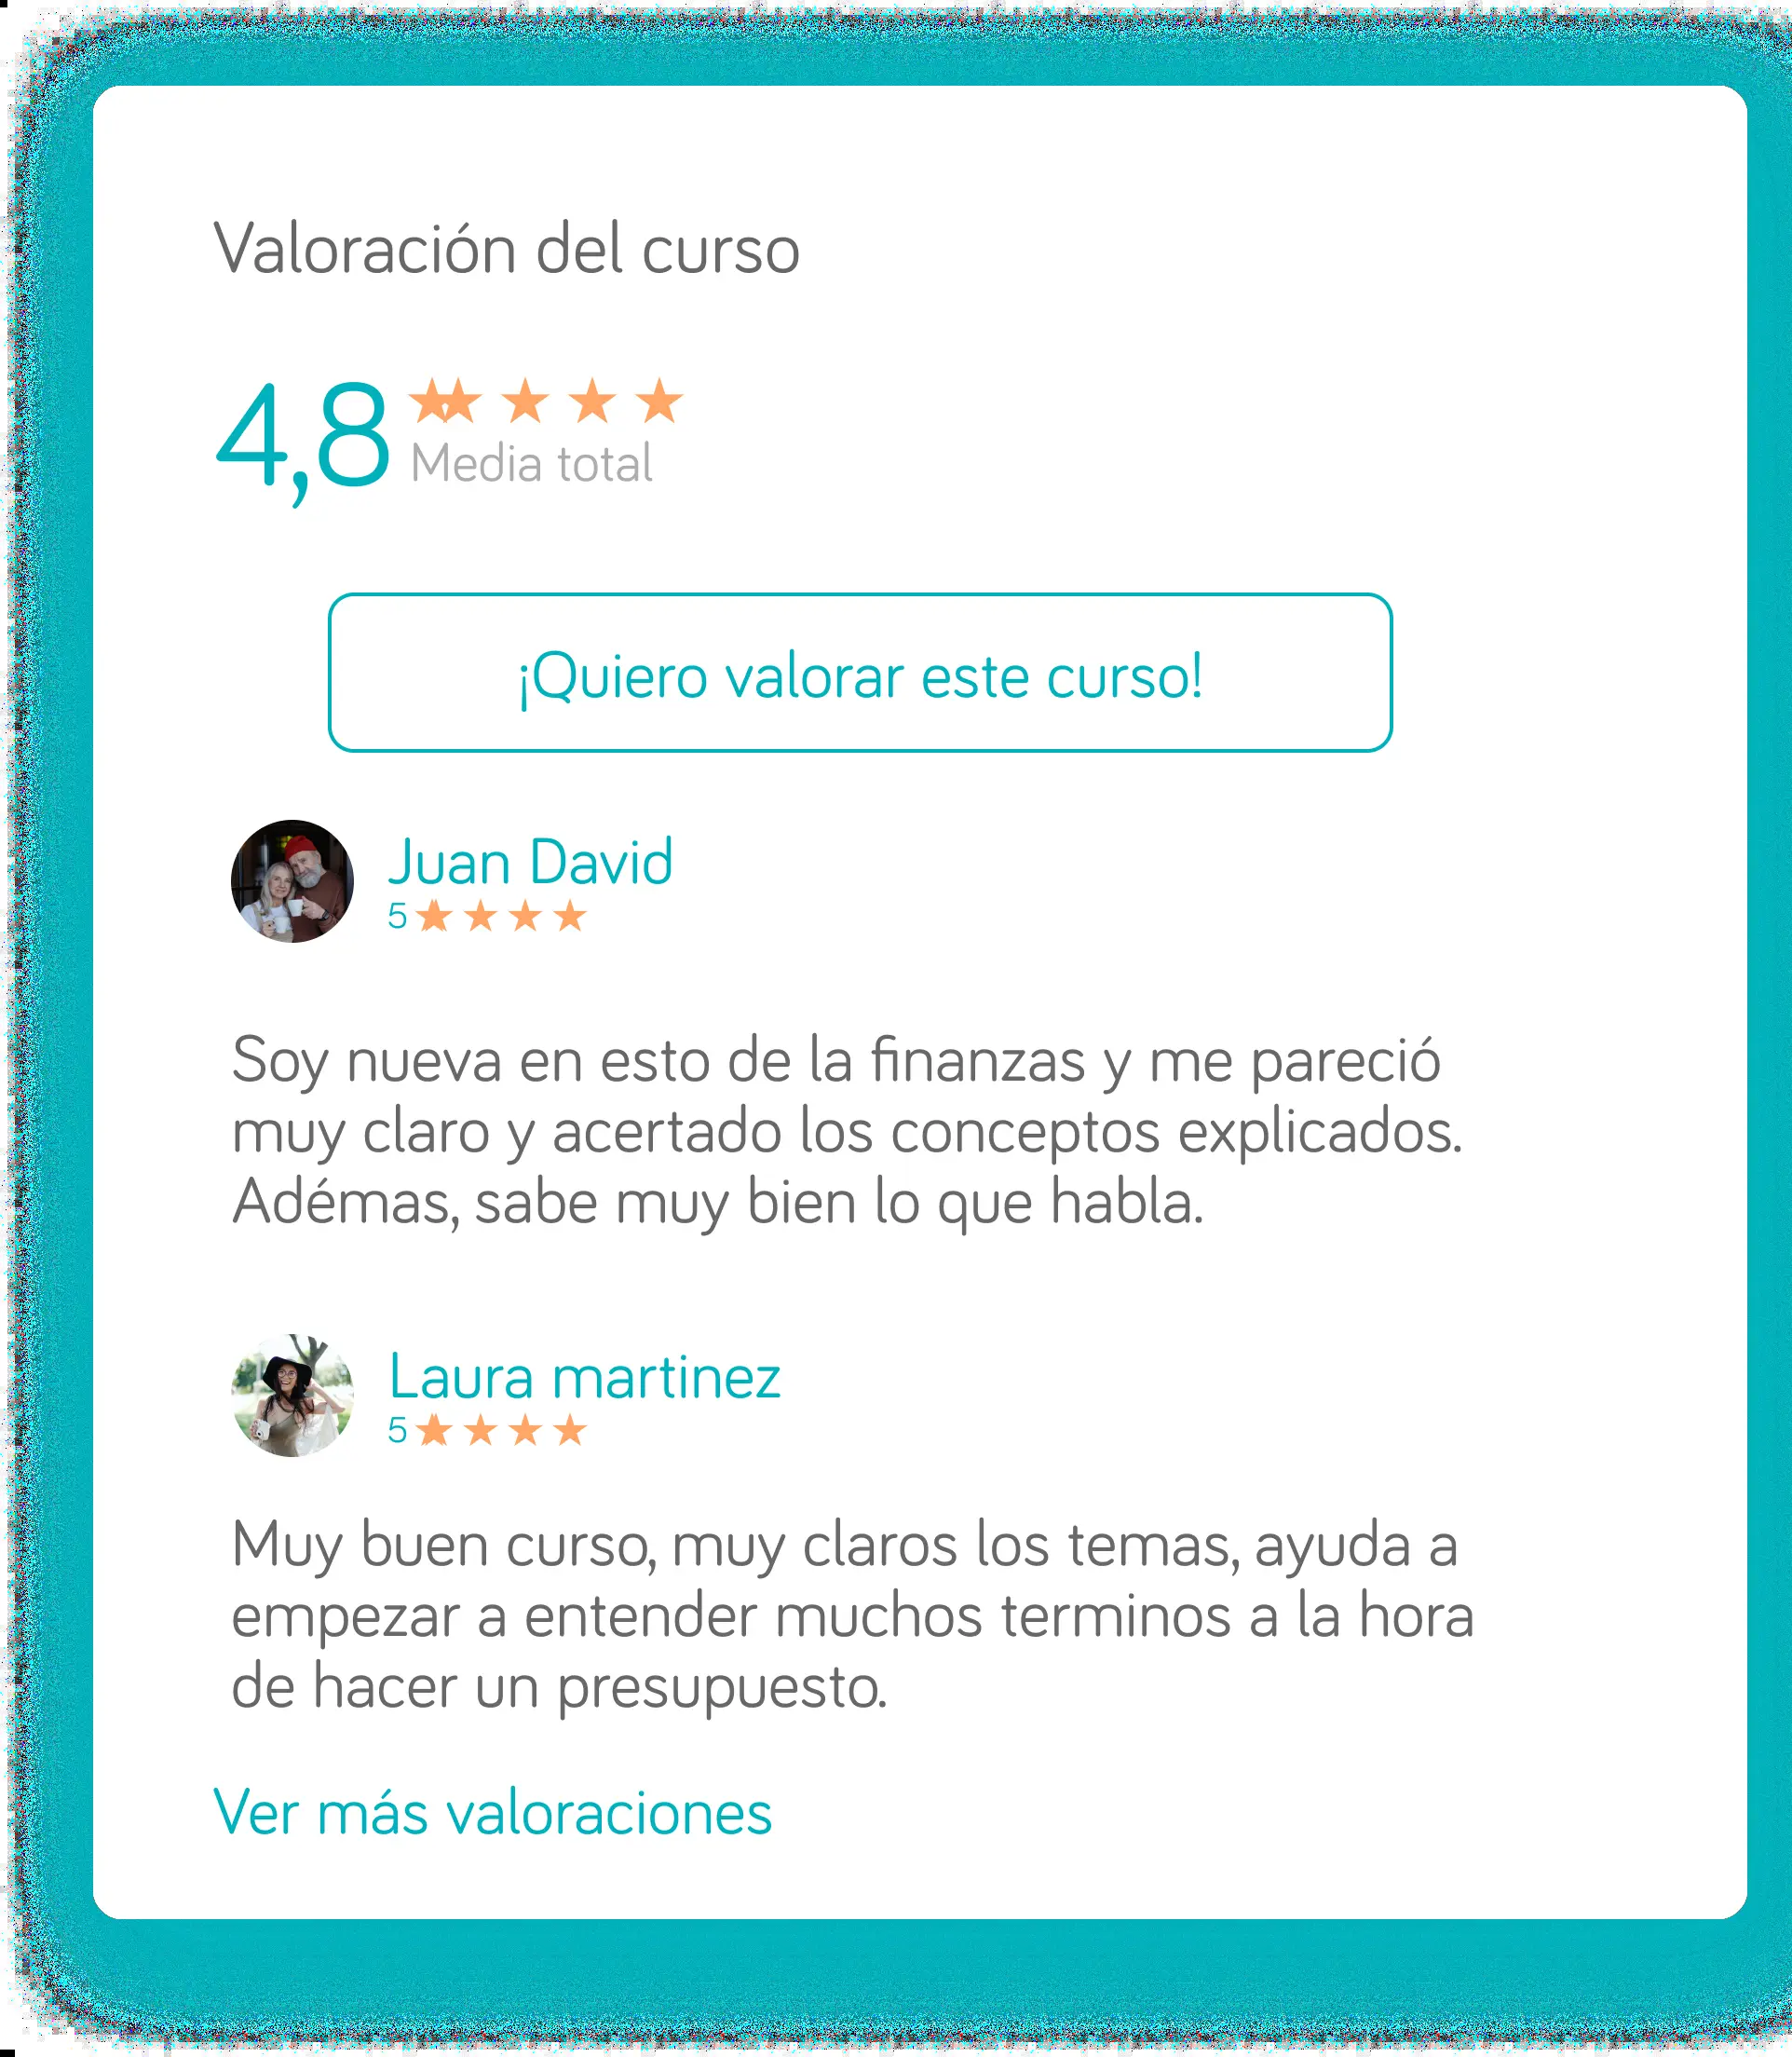 Valoración del curso
4,8
Media total
¡Quiero valorar este curso!
Juan David
5
Soy nueva en esto de la finanzas y me pareció
muy claro y acertado los conceptos explicados.
Adémas, sabe muy bien lo que habla.
Laura martinez
5
Muy buen curso, muy claros los temas, ayuda a
empezar a entender muchos terminos a la hora
de hacer un presupuesto.
Ver más valoraciones